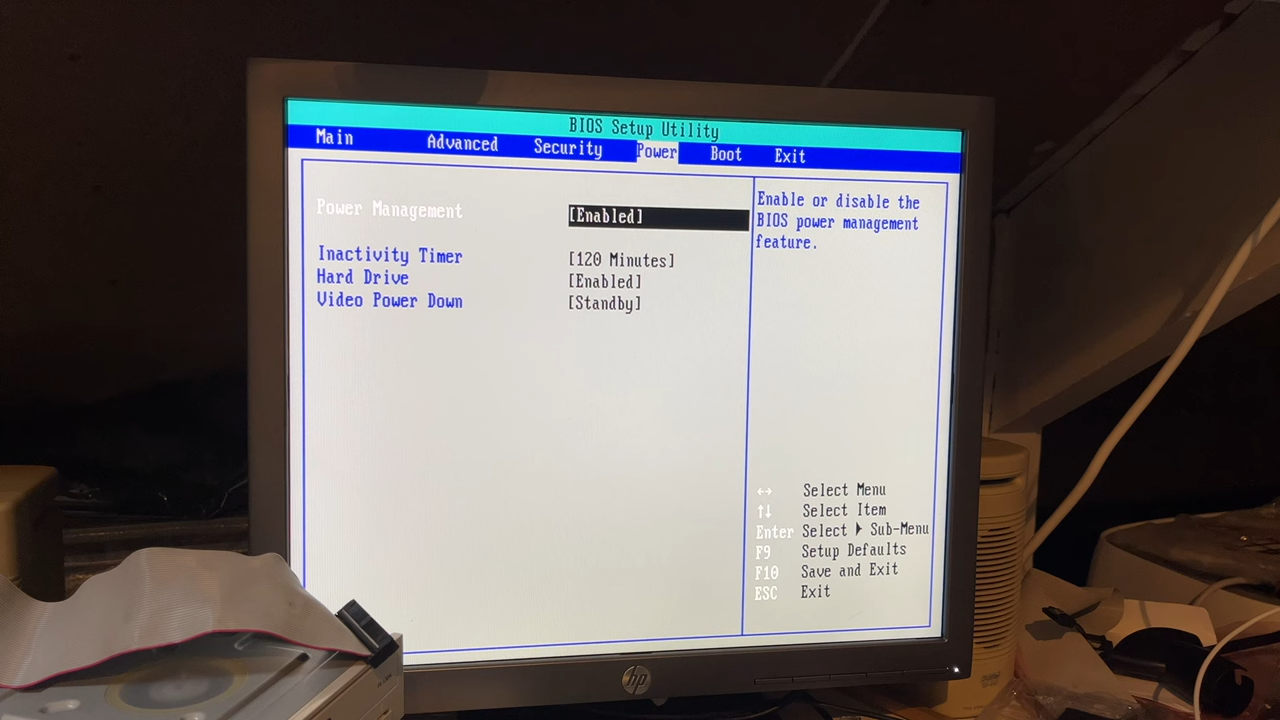 BIOS Setup Utility
Main Advanced Security Power Boot Exit
Power Management [Enabled]
Inactivity Timer [120 Minutes]
Hard Drive [Enabled]
Video Power Down [Standby]
Enable or disable the
BIOS power management
feature.
↔ Select Menu
↑↓ Select Item
Enter Select ▶ Sub-Menu
F9 Setup Defaults
F10 Save and Exit
ESC Exit
hp